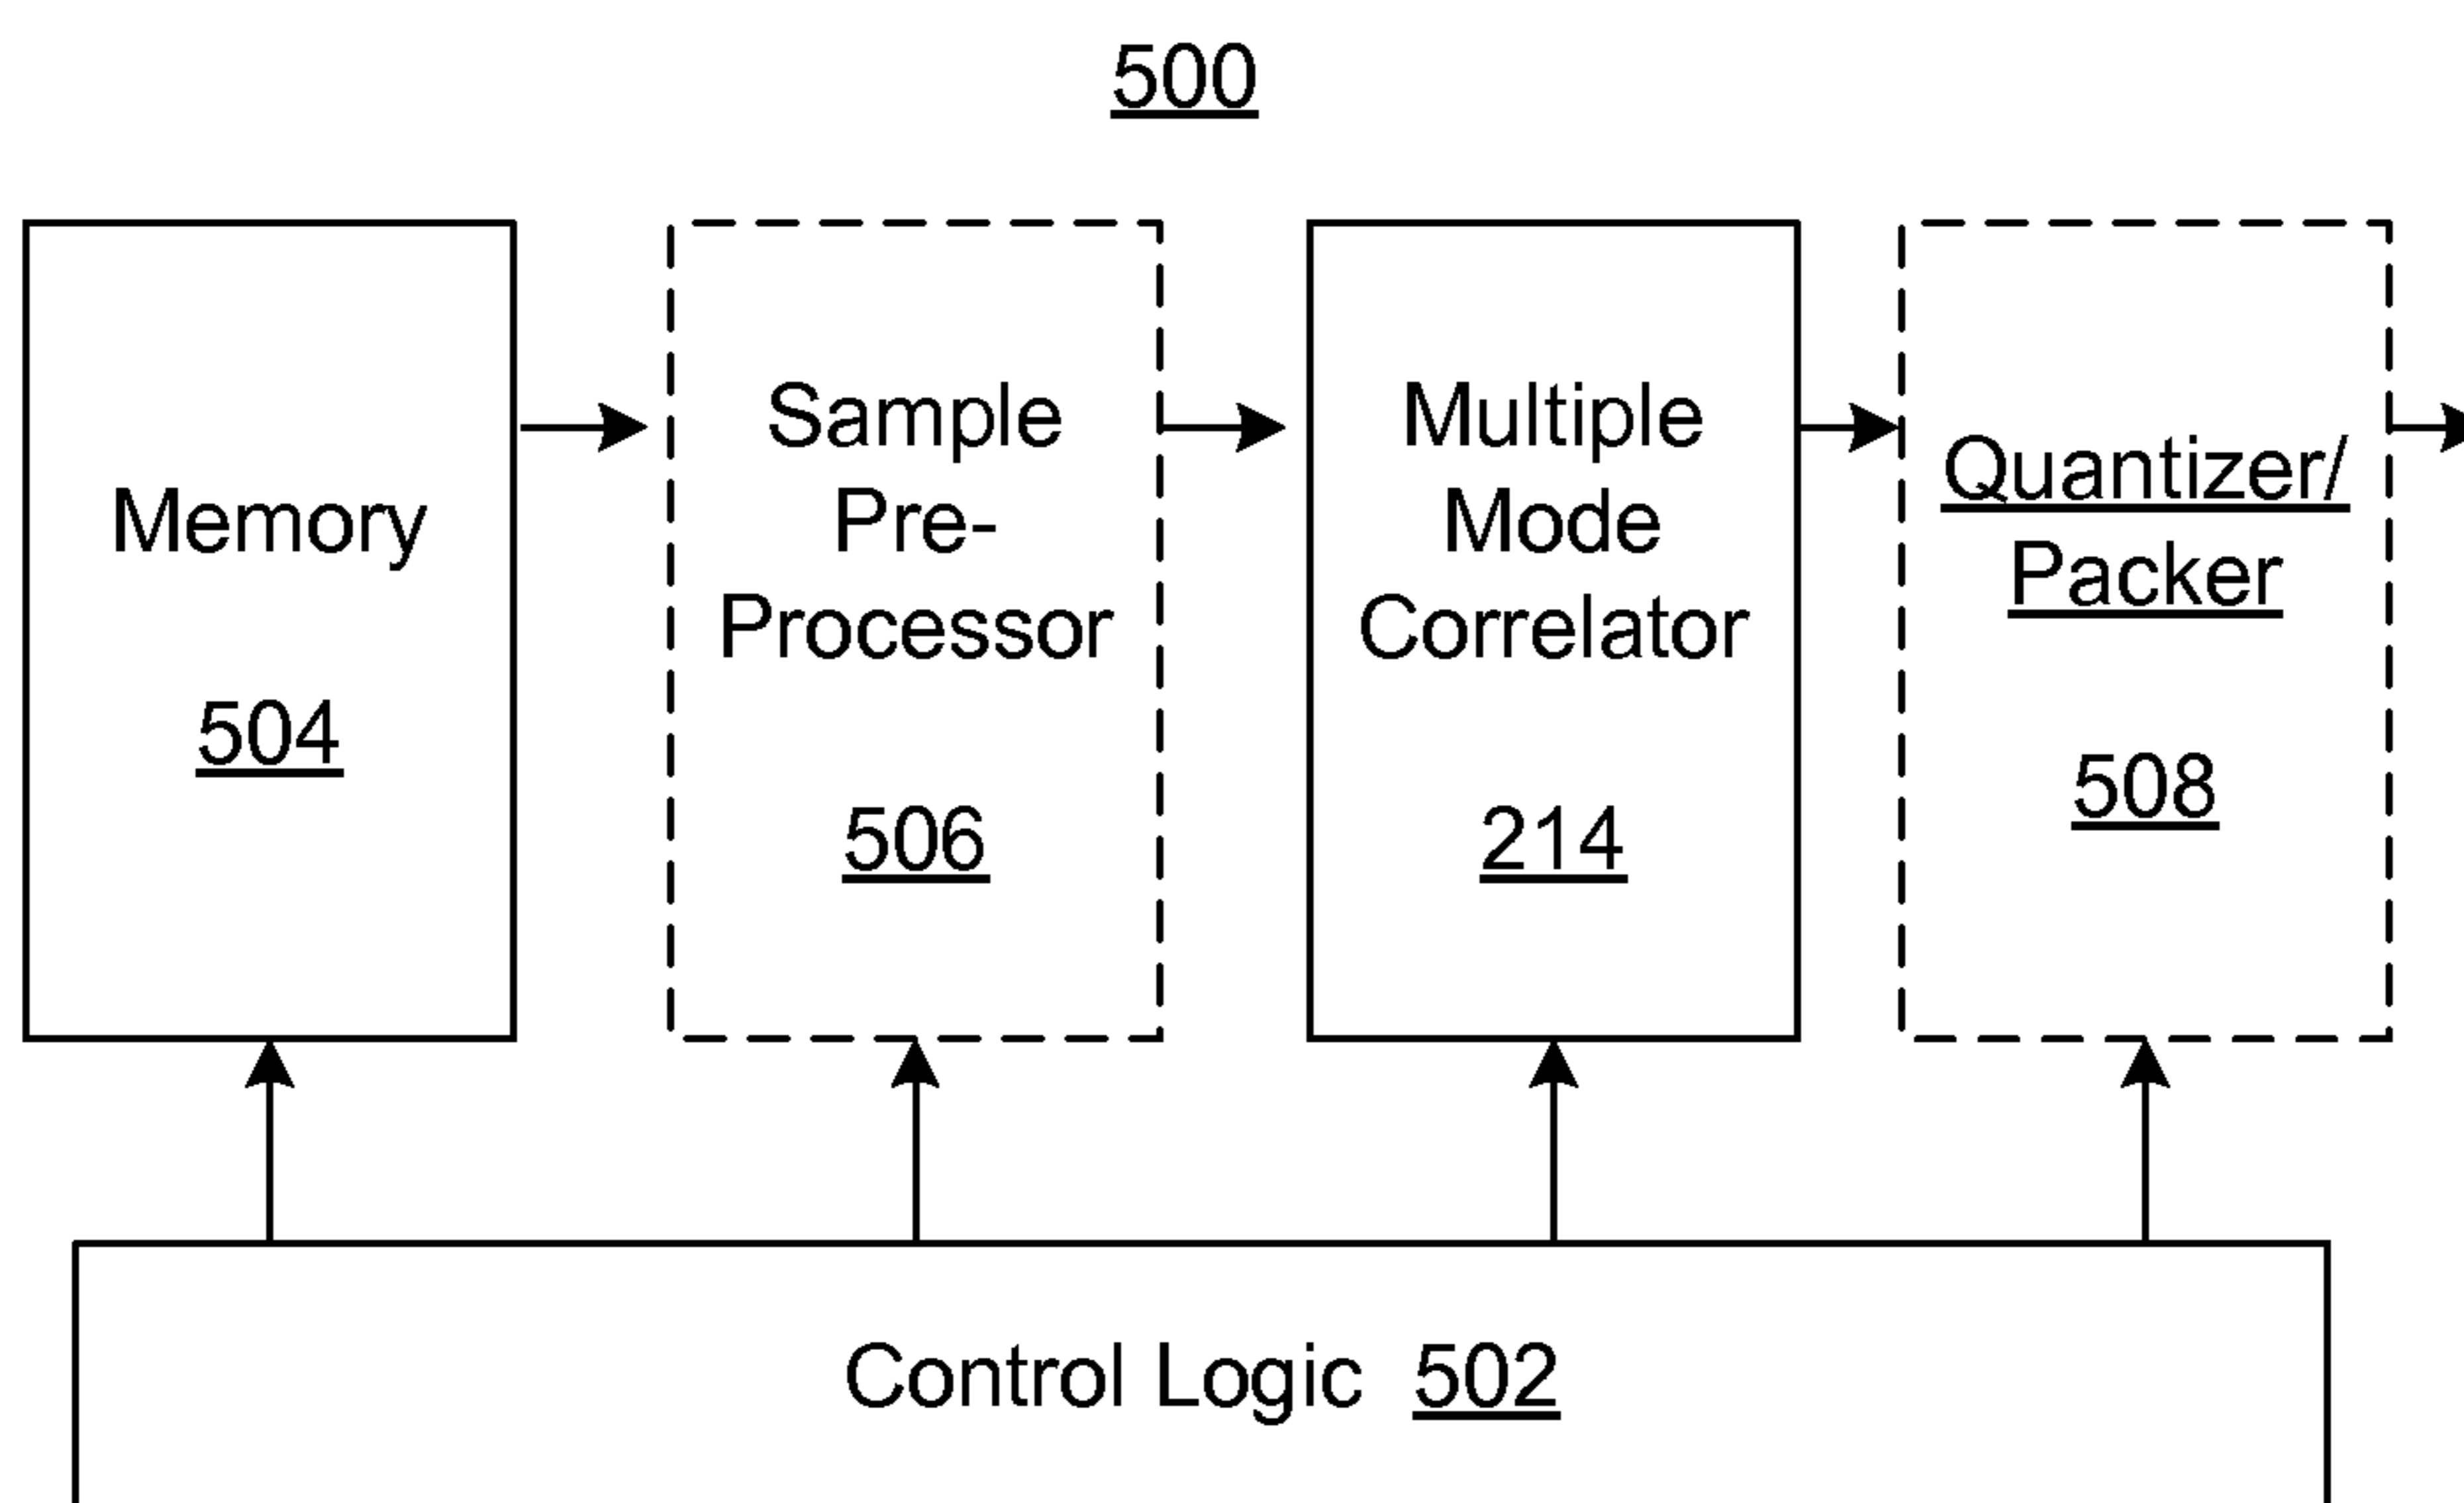 500
Memory
504
Sample
Pre-
Processor
506
Multiple
Mode
Correlator
214
Quantizer/
Packer
508
Control Logic 502